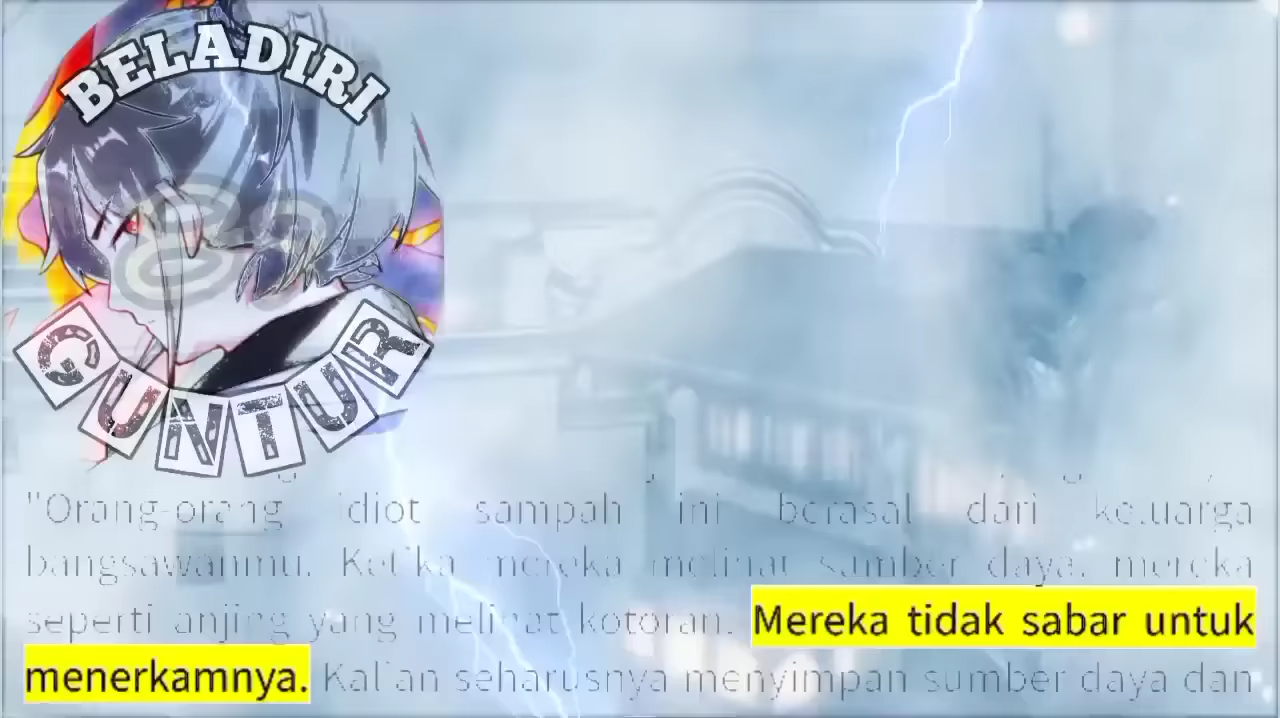 BELADIRI
GUNTUR
"Orang-orang idiot sampah ini berasal dari keluarga
bangsawanmu. Ketika mereka melihat sumber daya, mereka
seperti anjing yang melihat kotoran. Mereka tidak sabar untuk
menerkamnya. Kalian seharusnya menyimpan sumber daya dan